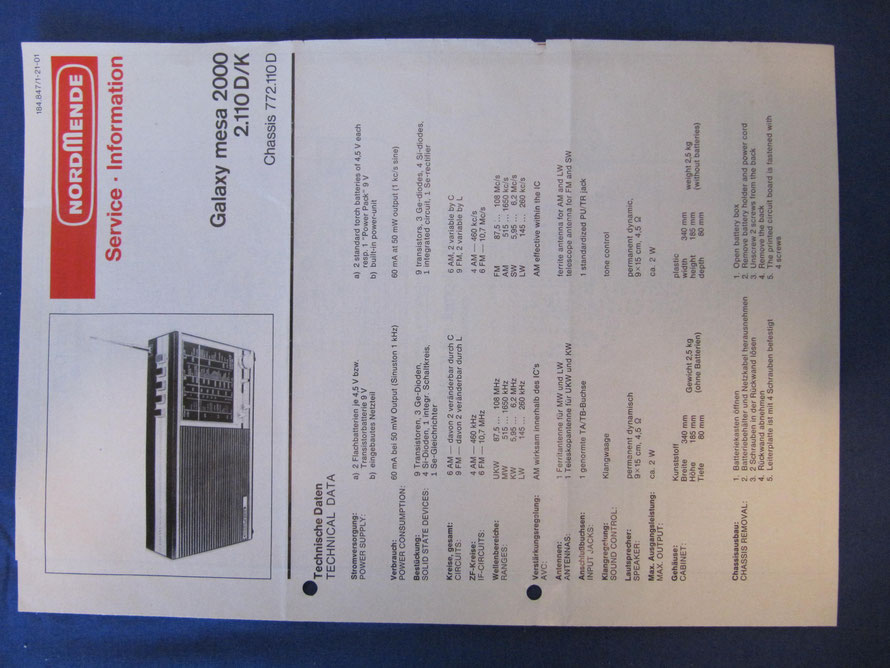 184.847/1-21-01
NORDMENDE
Service · Information
Galaxy mesa 2000
2.110 D/K
Chassis 772.110 D
Technische Daten
TECHNICAL DATA
Stromversorgung:
POWER SUPPLY:
a) 2 Flachbatterien je 4,5 V bzw.
Transistorbatterie 9 V
b) eingebautes Netzteil
a) 2 standard torch batteries of 4,5 V each
resp. 1 "Power Pack" 9 V
b) built-in power-unit
Verbrauch:
POWER CONSUMPTION:
60 mA bei 50 mW Output (Sinuston 1 kHz)
60 mA at 50 mW output (1 kc/s sine)
Bestückung:
SOLID STATE DEVICES:
9 Transistoren, 3 Ge-Dioden,
4 Si-Dioden, 1 integr. Schaltkreis,
1 Se-Gleichrichter
9 transistors, 3 Ge-diodes, 4 Si-diodes,
1 integrated circuit, 1 Se-rectifier
Kreise, gesamt:
CIRCUITS:
6 AM — davon 2 veränderbar durch C
9 FM — davon 2 veränderbar durch L
6 AM, 2 variable by C
9 FM, 2 variable by L
ZF-Kreise:
IF-CIRCUITS:
4 AM — 460 kHz
6 FM — 10,7 MHz
4 AM — 460 kc/s
6 FM — 10,7 Mc/s
Wellenbereiche:
RANGES:
UKW 87,5 ... 108 MHz
MW 515 ... 1650 kHz
KW 5,95 ... 6,2 MHz
LW 145 ... 260 kHz
FM 87,5 ... 108 Mc/s
AM 515 ... 1650 kc/s
SW 5,95 ... 6,2 Mc/s
LW 145 ... 260 kc/s
Verstärkungsregelung:
AVC:
AM wirksam innerhalb des IC's
AM effective within the IC
Antennen:
ANTENNAS:
1 Ferritantenne für MW und LW
1 Teleskopantenne für UKW und KW
ferrite antenna for AM and LW
telescope antenna for FM and SW
Anschlußbuchsen:
INPUT JACKS:
1 genormte TA/TB-Buchse
1 standardized PU/TR jack
Klangregelung:
SOUND CONTROL:
Klangwaage
tone control
Lautsprecher:
SPEAKER:
permanent dynamisch
9×15 cm, 4,5 Ω
permanent dynamic,
9×15 cm, 4,5 Ω
Max. Ausgangsleistung:
MAX. OUTPUT:
ca. 2 W
ca. 2 W
Gehäuse:
CABINET:
Kunststoff
Breite 340 mm Gewicht 2,5 kg
Höhe 185 mm (ohne Batterien)
Tiefe 80 mm
plastic
width 340 mm weight 2,5 kg
height 185 mm (without batteries)
depth 80 mm
Chassisausbau:
CHASSIS REMOVAL:
1. Batteriekasten öffnen
2. Batteriebehälter und Netzkabel herausnehmen
3. 2 Schrauben in der Rückwand lösen
4. Rückwand abnehmen
5. Leiterplatte ist mit 4 Schrauben befestigt
1. Open battery box
2. Remove battery holder and power cord
3. Unscrew 2 screws from the back
4. Remove the back
5. The printed circuit board is fastened with
4 screws